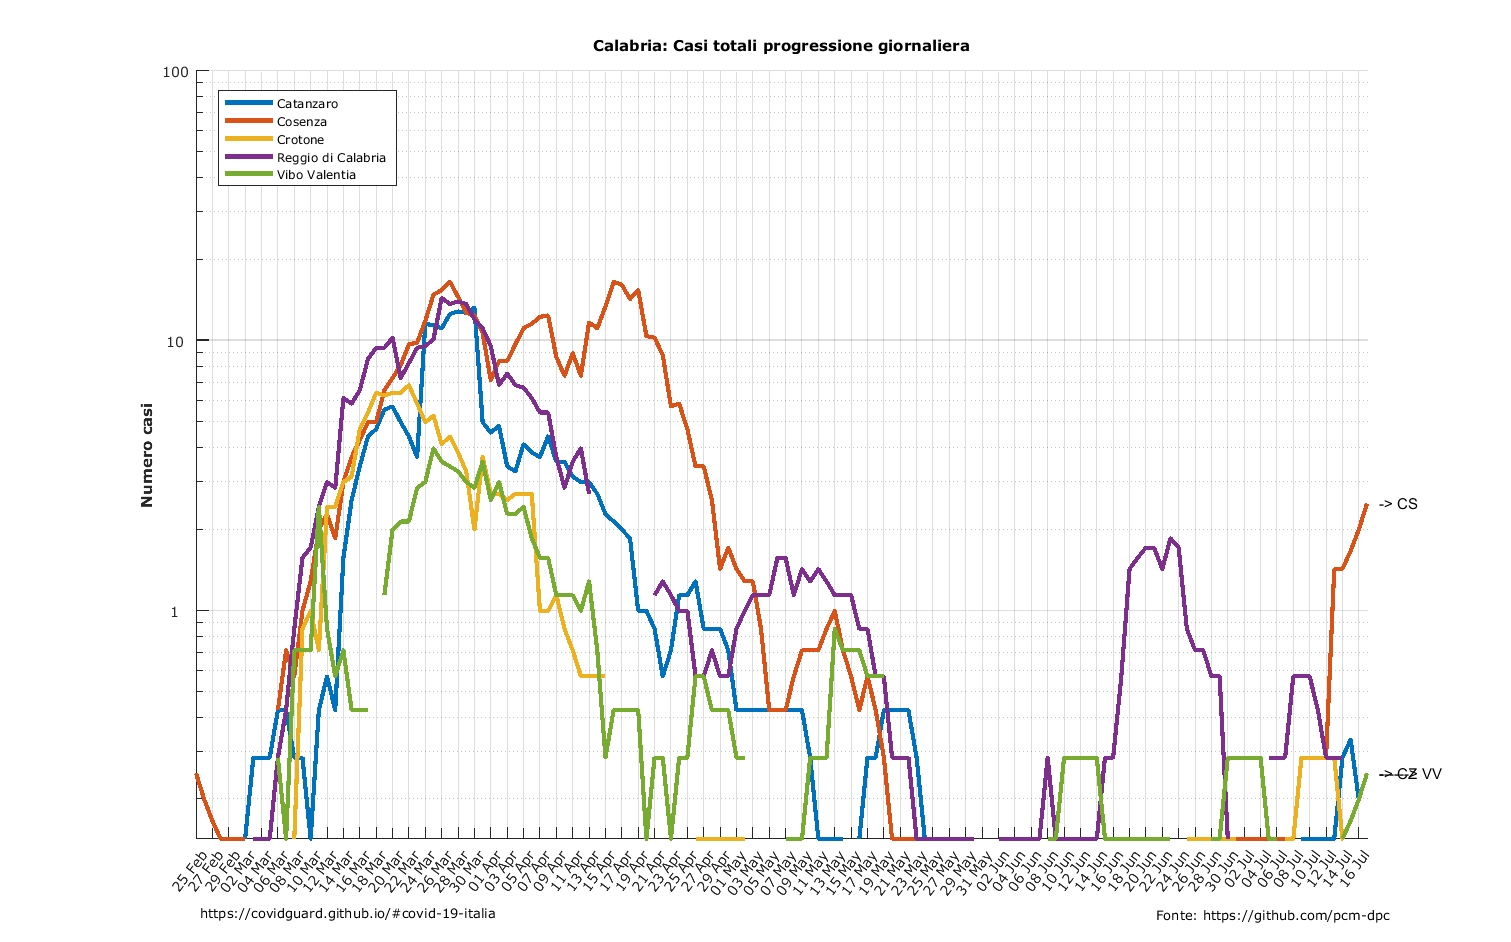 Calabria: Casi totali progressione giornaliera
100
10
1
Numero casi
Catanzaro
Cosenza
Crotone
Reggio di Calabria
Vibo Valentia
-> CS
-> CZ
-> VV
25 Feb
27 Feb
29 Feb
02 Mar
04 Mar
06 Mar
08 Mar
10 Mar
12 Mar
14 Mar
16 Mar
18 Mar
20 Mar
22 Mar
24 Mar
26 Mar
28 Mar
30 Mar
01 Apr
03 Apr
05 Apr
07 Apr
09 Apr
11 Apr
13 Apr
15 Apr
17 Apr
19 Apr
21 Apr
23 Apr
25 Apr
27 Apr
29 Apr
01 May
03 May
05 May
07 May
09 May
11 May
13 May
15 May
17 May
19 May
21 May
23 May
25 May
27 May
29 May
31 May
02 Jun
04 Jun
06 Jun
08 Jun
10 Jun
12 Jun
14 Jun
16 Jun
18 Jun
20 Jun
22 Jun
24 Jun
26 Jun
28 Jun
30 Jun
02 Jul
04 Jul
06 Jul
08 Jul
10 Jul
12 Jul
14 Jul
16 Jul
https://covidguard.github.io/#covid-19-italia
Fonte: https://github.com/pcm-dpc